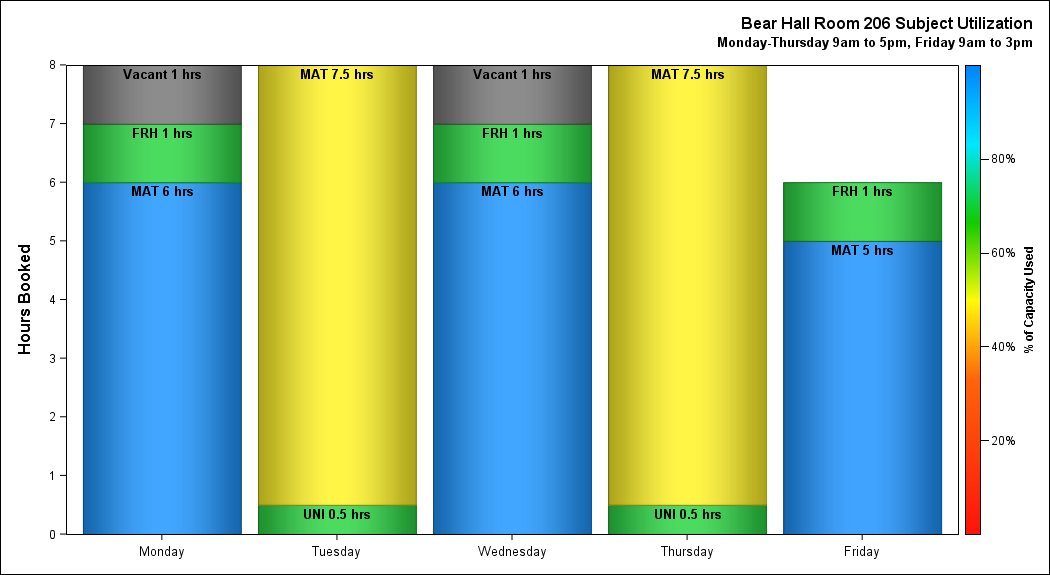 Bear Hall Room 206 Subject Utilization
Monday-Thursday 9am to 5pm, Friday 9am to 3pm
Hours Booked
8
7
6
5
4
3
2
1
0
Vacant 1 hrs
FRH 1 hrs
MAT 6 hrs
MAT 7.5 hrs
UNI 0.5 hrs
Vacant 1 hrs
FRH 1 hrs
MAT 6 hrs
MAT 7.5 hrs
UNI 0.5 hrs
FRH 1 hrs
MAT 5 hrs
Monday
Tuesday
Wednesday
Thursday
Friday
80%
60%
40%
20%
% of Capacity Used